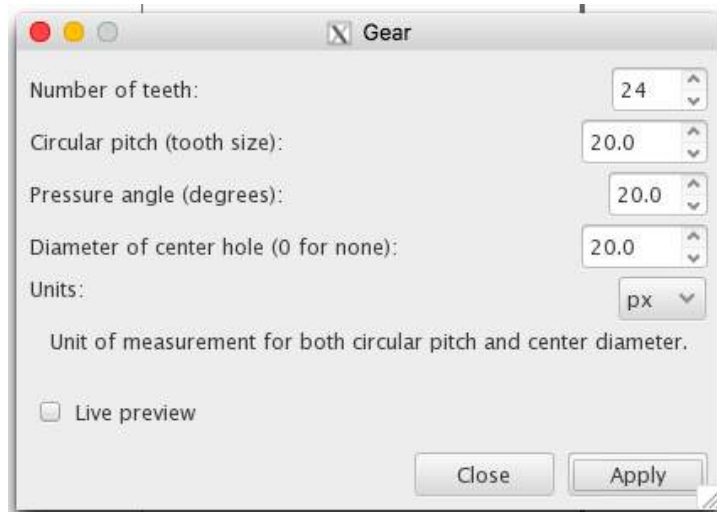 Gear
Number of teeth: 24
Circular pitch (tooth size): 20.0
Pressure angle (degrees): 20.0
Diameter of center hole (0 for none): 20.0
Units: px
Unit of measurement for both circular pitch and center diameter.
Live preview
Close Apply